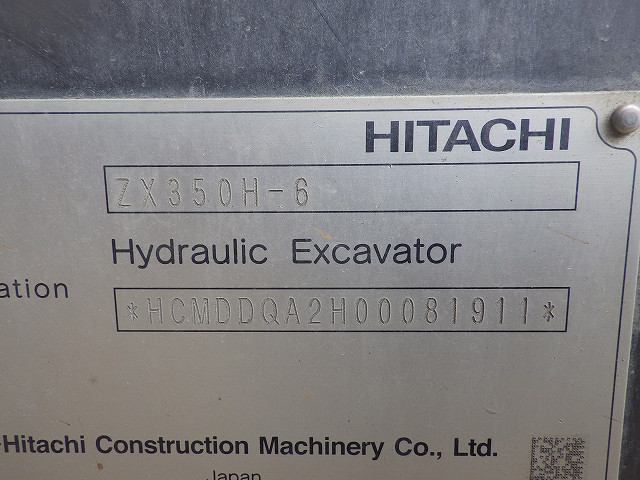 HITACHI
ZX350H-6
Hydraulic Excavator
ation
*HCMDDQA2H00081911*
-Hitachi Construction Machinery Co., Ltd.
Japan